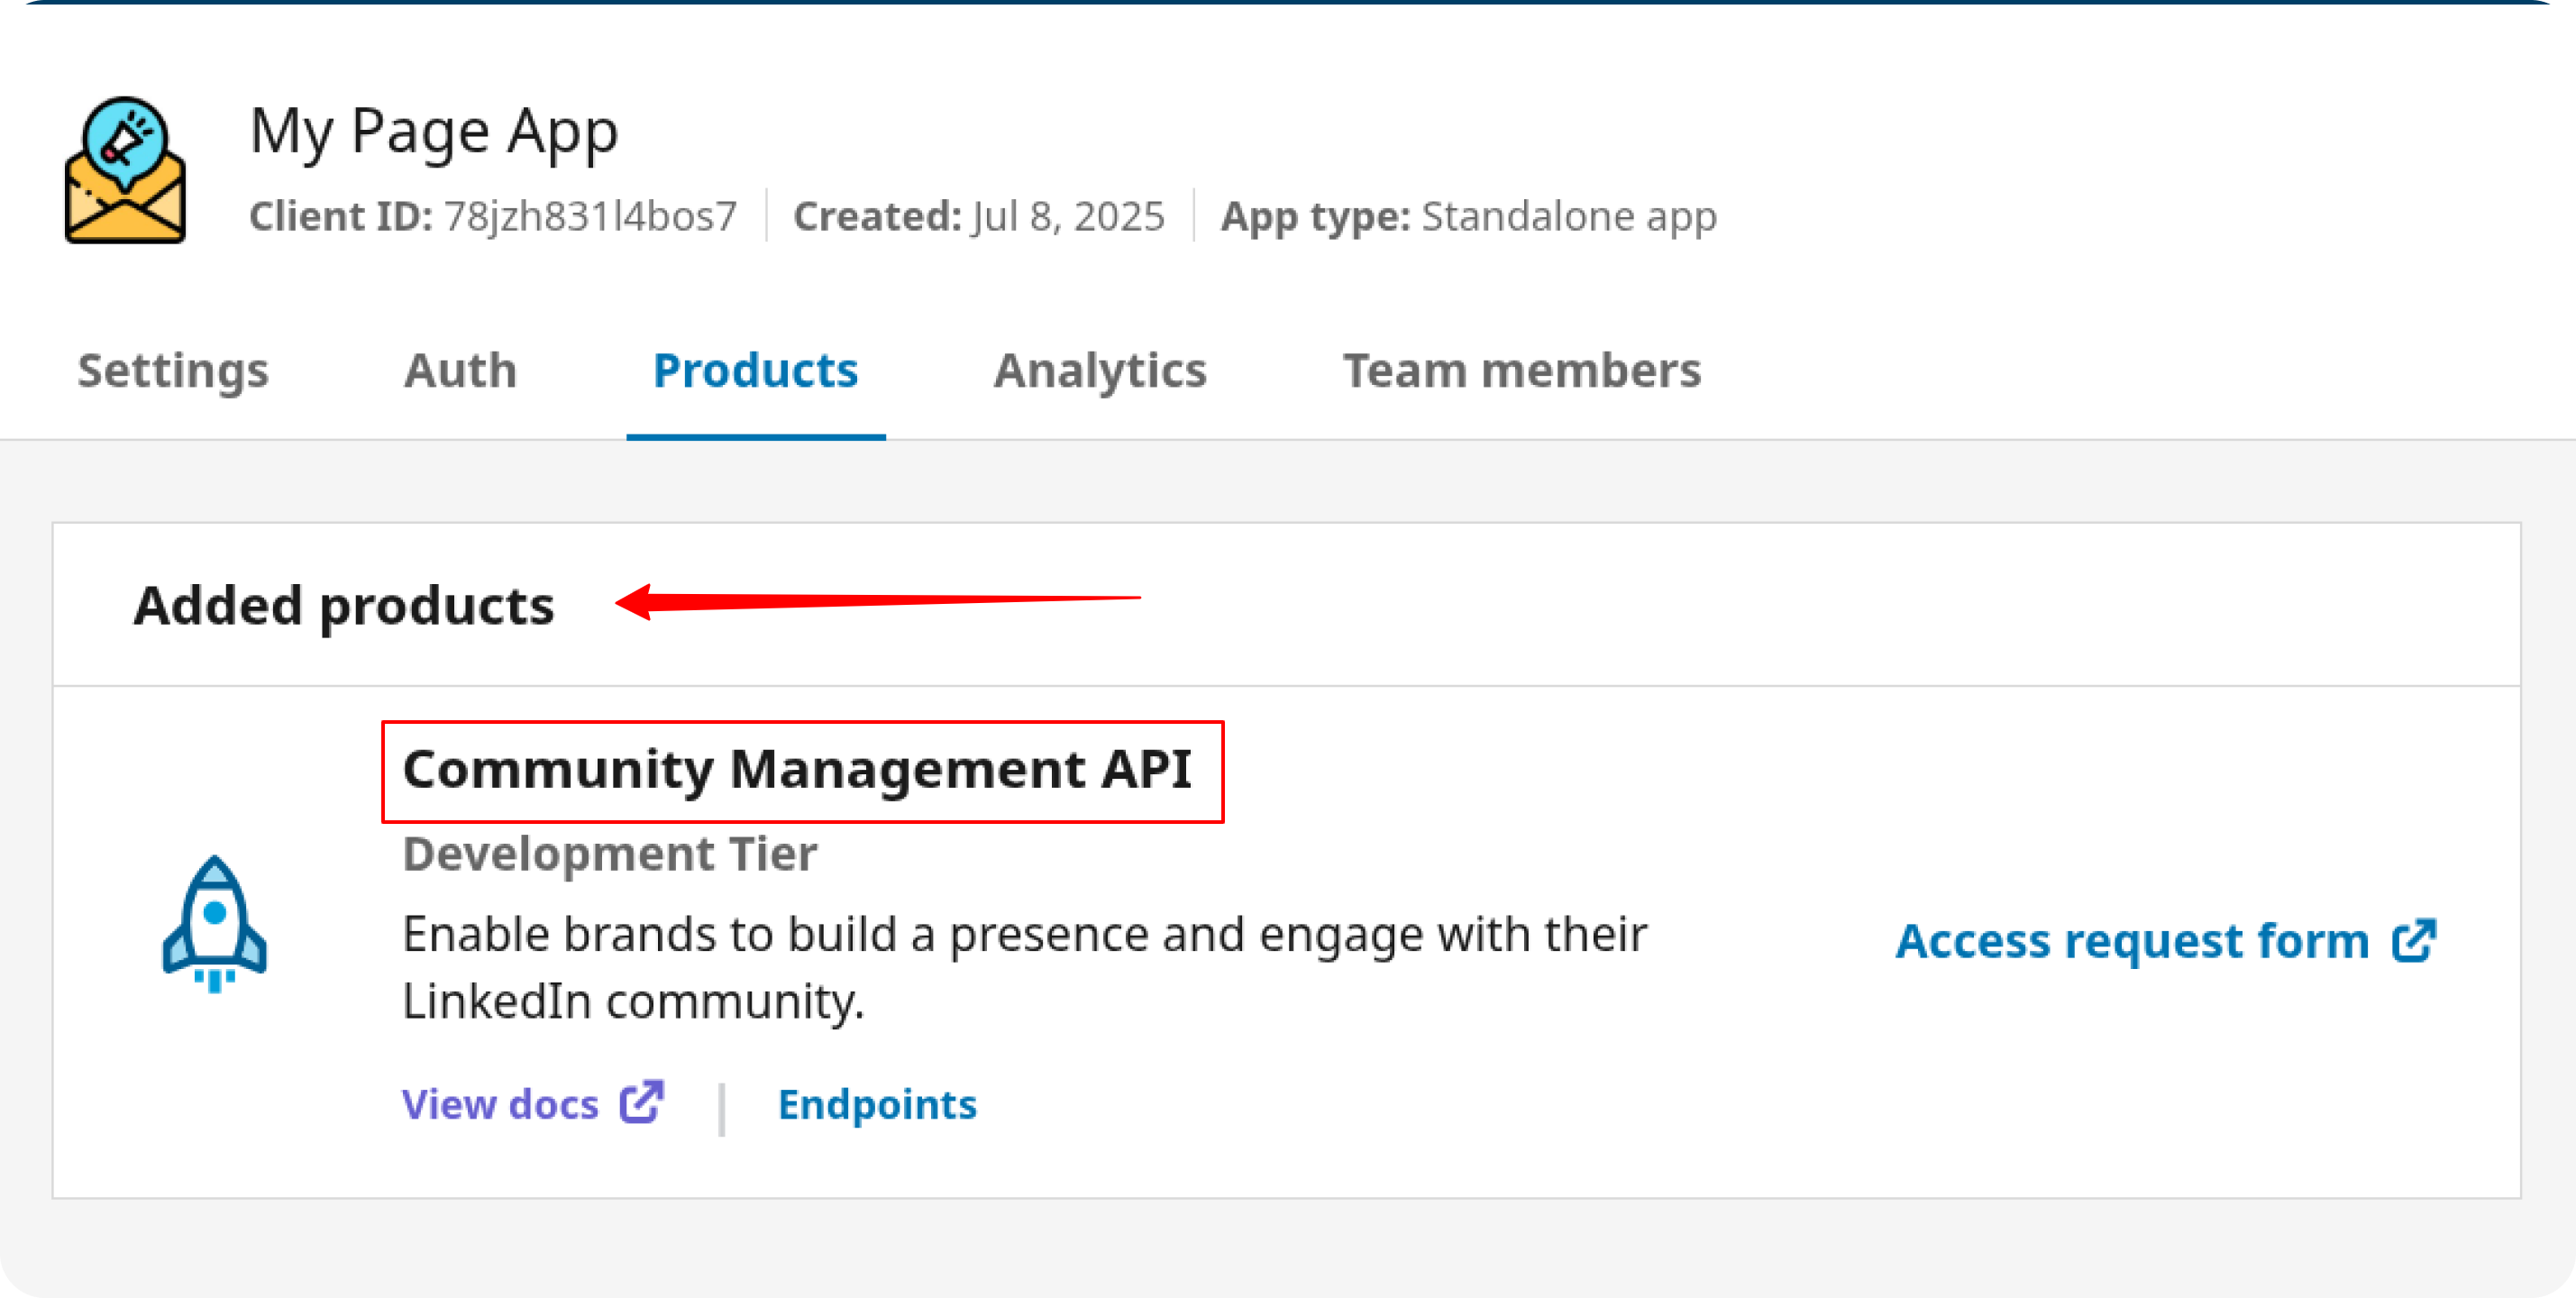 My Page App
Client ID: 78jzh831l4bos7 Created: Jul 8, 2025 App type: Standalone app
Settings Auth Products Analytics Team members
Added products
Community Management API
Development Tier
Enable brands to build a presence and engage with their
LinkedIn community.
Access request form
View docs Endpoints